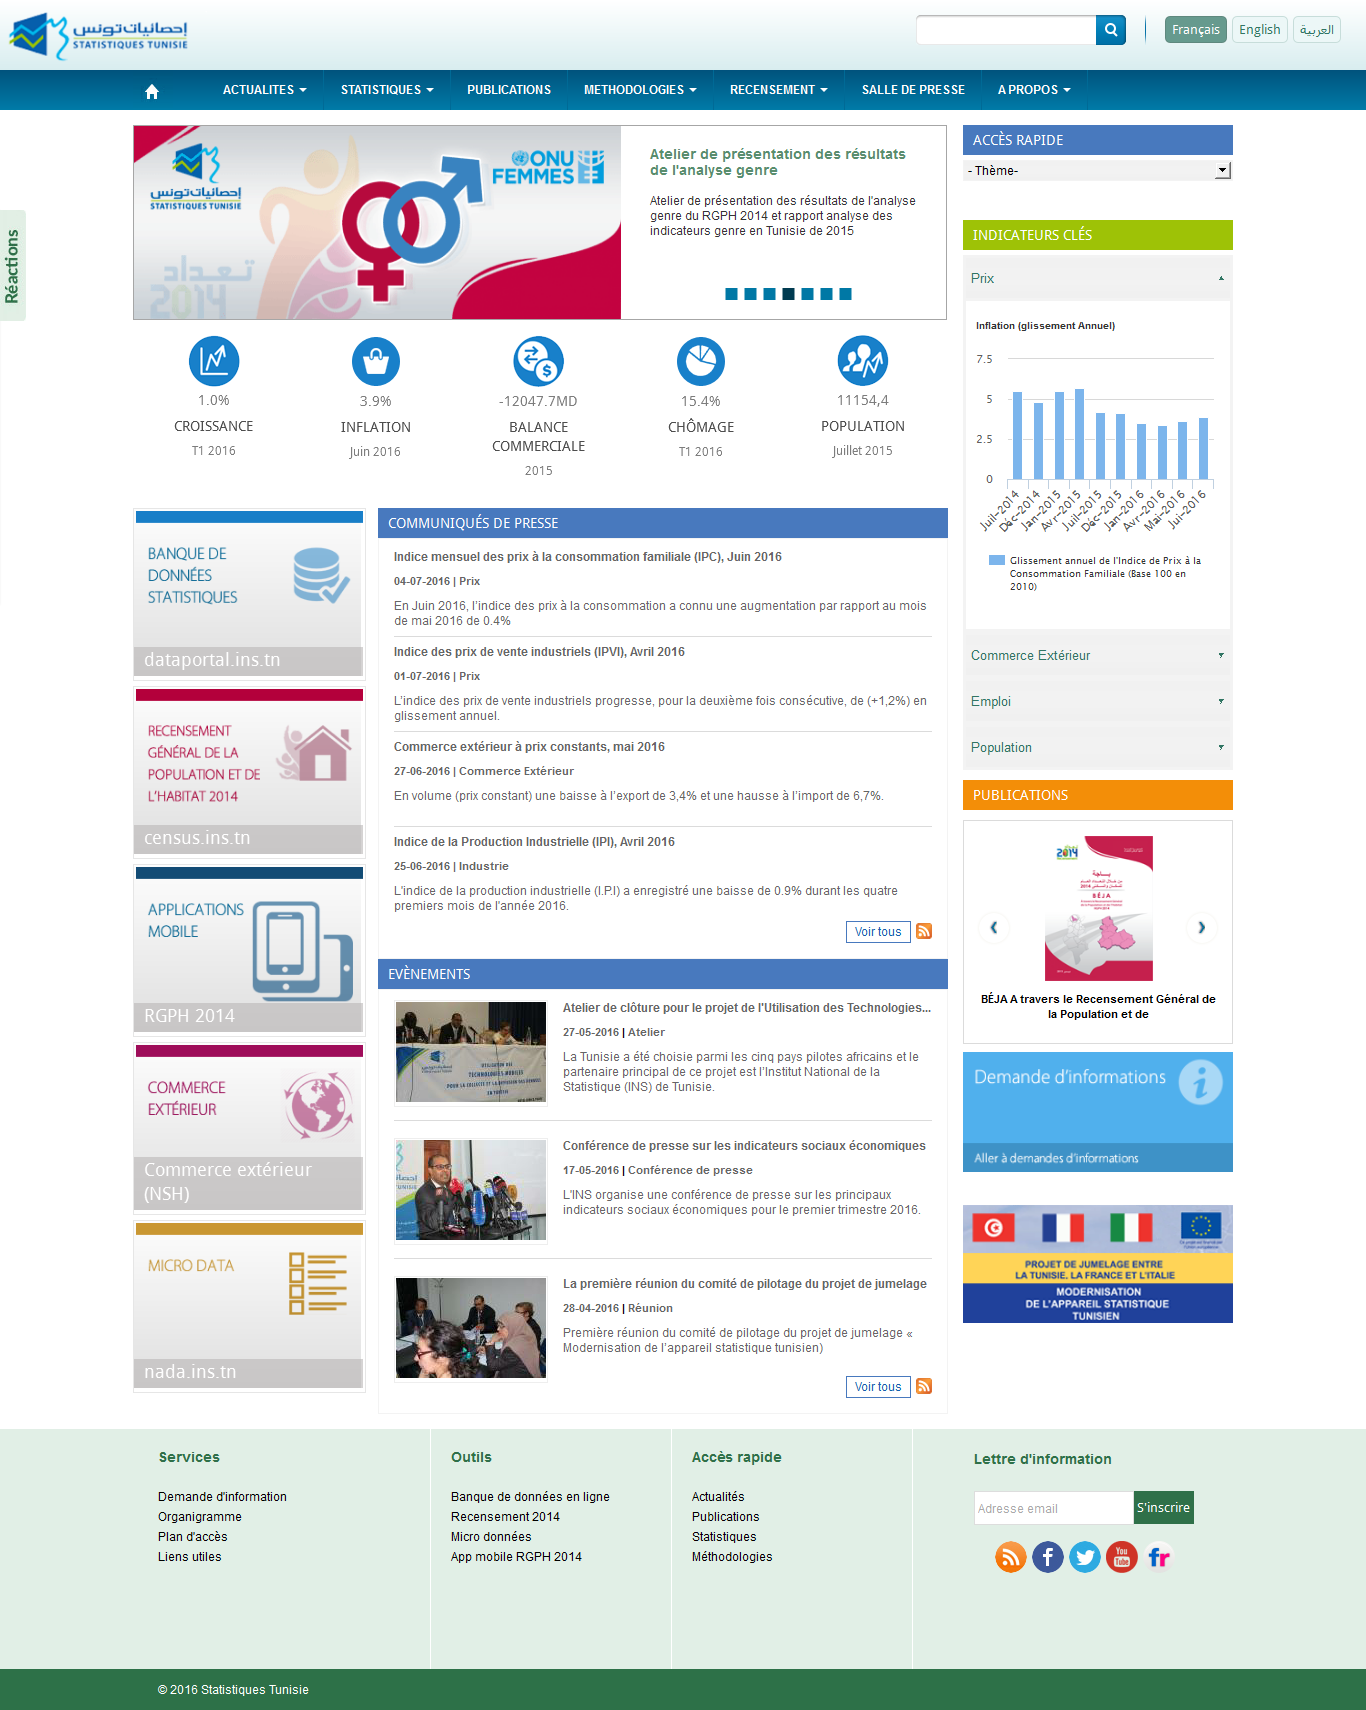 إحصائيات تونس
STATISTIQUES TUNISIE
Français English العربية
ACTUALITES STATISTIQUES PUBLICATIONS METHODOLOGIES RECENSEMENT SALLE DE PRESSE A PROPOS
Réactions
إحصائيات تونس
STATISTIQUES TUNISIE
ONU
FEMMES
تعداد
2014
Atelier de présentation des résultats
de l'analyse genre
Atelier de présentation des résultats de l'analyse
genre du RGPH 2014 et rapport analyse des
indicateurs genre en Tunisie de 2015
1.0%
CROISSANCE
T1 2016
3.9%
INFLATION
Juin 2016
-12047.7MD
BALANCE
COMMERCIALE
2015
15.4%
CHÔMAGE
T1 2016
11154,4
POPULATION
Juillet 2015
BANQUE DE
DONNÉES
STATISTIQUES
dataportal.ins.tn
RECENSEMENT
GÉNÉRAL DE LA
POPULATION ET DE
L'HABITAT 2014
census.ins.tn
APPLICATIONS
MOBILE
RGPH 2014
COMMERCE
EXTÉRIEUR
Commerce extérieur
(NSH)
MICRO DATA
nada.ins.tn
COMMUNIQUÉS DE PRESSE
Indice mensuel des prix à la consommation familiale (IPC), Juin 2016
04-07-2016 | Prix
En Juin 2016, l’indice des prix à la consommation a connu une augmentation par rapport au mois
de mai 2016 de 0.4%
Indice des prix de vente industriels (IPVI), Avril 2016
01-07-2016 | Prix
L’indice des prix de vente industriels progresse, pour la deuxième fois consécutive, de (+1,2%) en
glissement annuel.
Commerce extérieur à prix constants, mai 2016
27-06-2016 | Commerce Extérieur
En volume (prix constant) une baisse à l’export de 3,4% et une hausse à l’import de 6,7%.
Indice de la Production Industrielle (IPI), Avril 2016
25-06-2016 | Industrie
L'indice de la production industrielle (I.P.I) a enregistré une baisse de 0.9% durant les quatre
premiers mois de l'année 2016.
Voir tous
EVÈNEMENTS
UTILISATION DES
TECHNOLOGIES MOBILES
POUR LA COLLECTE ET LA DIFFUSION DES DONNEES
EN TUNISIE
Atelier de clôture pour le projet de l'Utilisation des Technologies...
27-05-2016 | Atelier
La Tunisie a été choisie parmi les cinq pays pilotes africains et le
partenaire principal de ce projet est l’Institut National de la
Statistique (INS) de Tunisie.
Conférence de presse sur les indicateurs sociaux économiques
17-05-2016 | Conférence de presse
L'INS organise une conférence de presse sur les principaux
indicateurs sociaux économiques pour le premier trimestre 2016.
La première réunion du comité de pilotage du projet de jumelage
28-04-2016 | Réunion
Première réunion du comité de pilotage du projet de jumelage «
Modernisation de l’appareil statistique tunisien)
Voir tous
ACCÈS RAPIDE
- Thème-
INDICATEURS CLÉS
Prix
Inflation (glissement Annuel)
7.5
5
2.5
0
Juil-2014 Déc-2014 Jan-2015 Avr-2015 Juil-2015 Déc-2015 Jan-2016 Avr-2016 Mai-2016 Jui-2016
Glissement annuel de l'Indice de Prix à la
Consommation Familiale (Base 100 en
2010)
Commerce Extérieur
Emploi
Population
PUBLICATIONS
2014
بــاجــة
BÉJA
BÉJA A travers le Recensement Général de
la Population et de
Demande d'informations
Aller à demandes d'informations
PROJET DE JUMELAGE ENTRE
LA TUNISIE, LA FRANCE ET L'ITALIE
MODERNISATION
DE L'APPAREIL STATISTIQUE
TUNISIEN
Services
Demande d'information
Organigramme
Plan d'accès
Liens utiles
Outils
Banque de données en ligne
Recensement 2014
Micro données
App mobile RGPH 2014
Accès rapide
Actualités
Publications
Statistiques
Méthodologies
Lettre d'information
Adresse email S'inscrire
You
Tube
fr
© 2016 Statistiques Tunisie